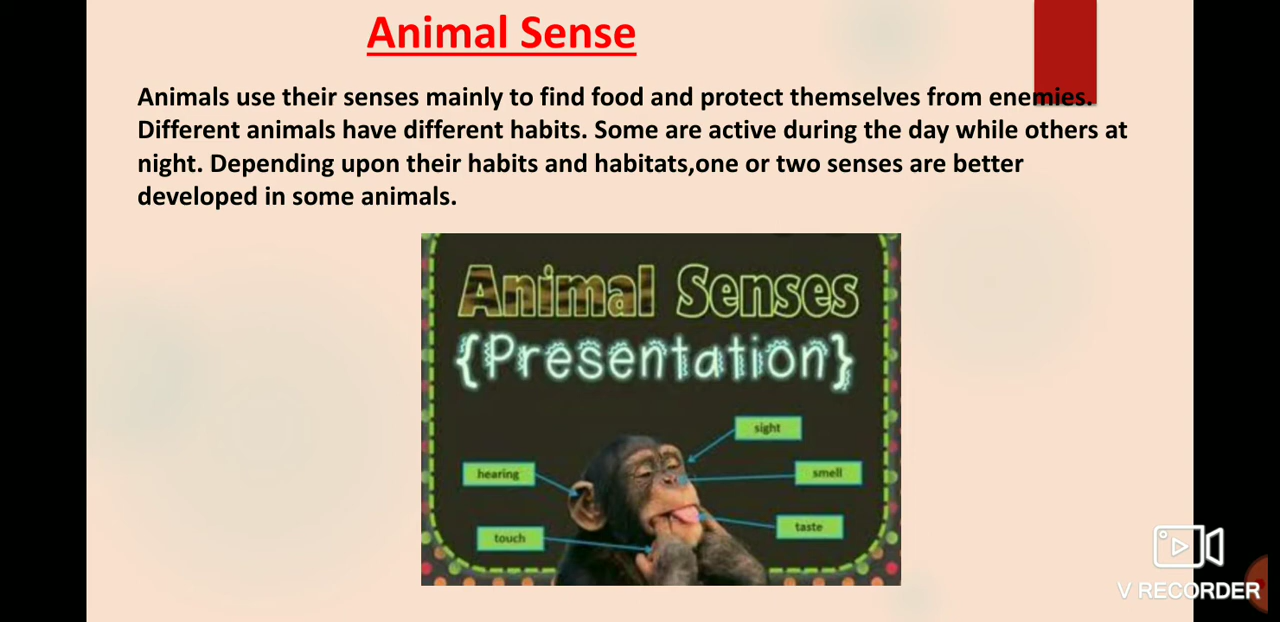 Animal Sense
Animals use their senses mainly to find food and protect themselves from enemies.
Different animals have different habits. Some are active during the day while others at
night. Depending upon their habits and habitats,one or two senses are better
developed in some animals.
Animal Senses
{Presentation}
sight
hearing
smell
taste
touch
V RECORDER